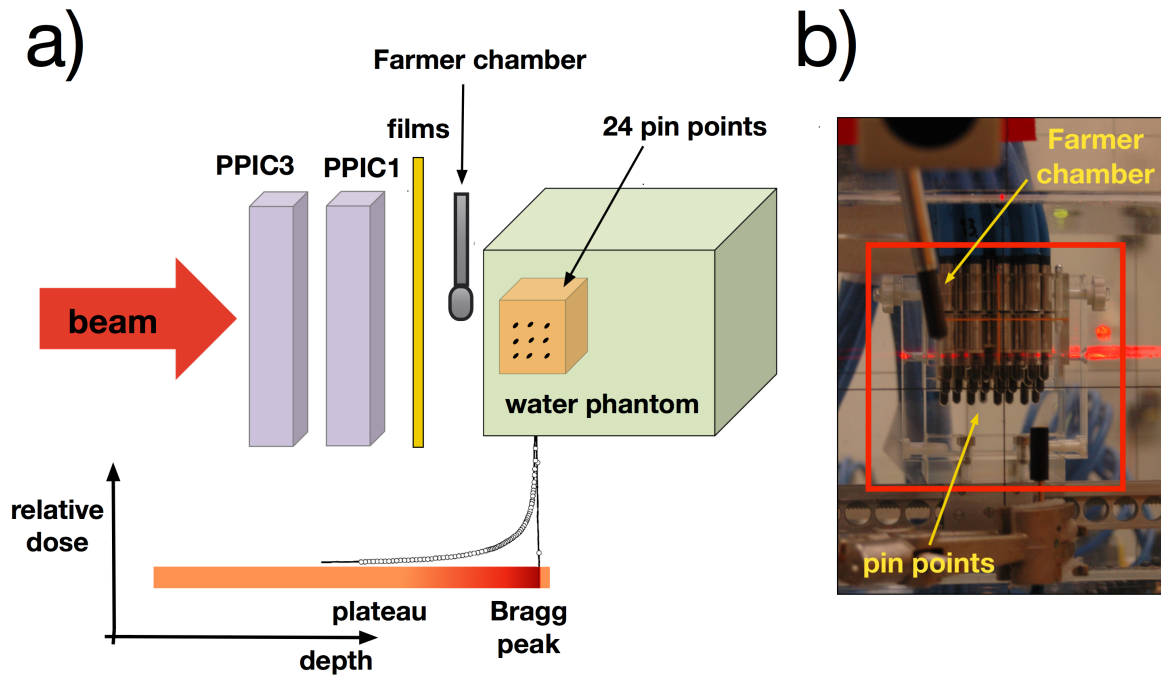 a)
Farmer chamber
films
24 pin points
PPIC3
PPIC1
beam
water phantom
relative
dose
plateau
Bragg
peak
depth
b)
Farmer
chamber
13
pin points